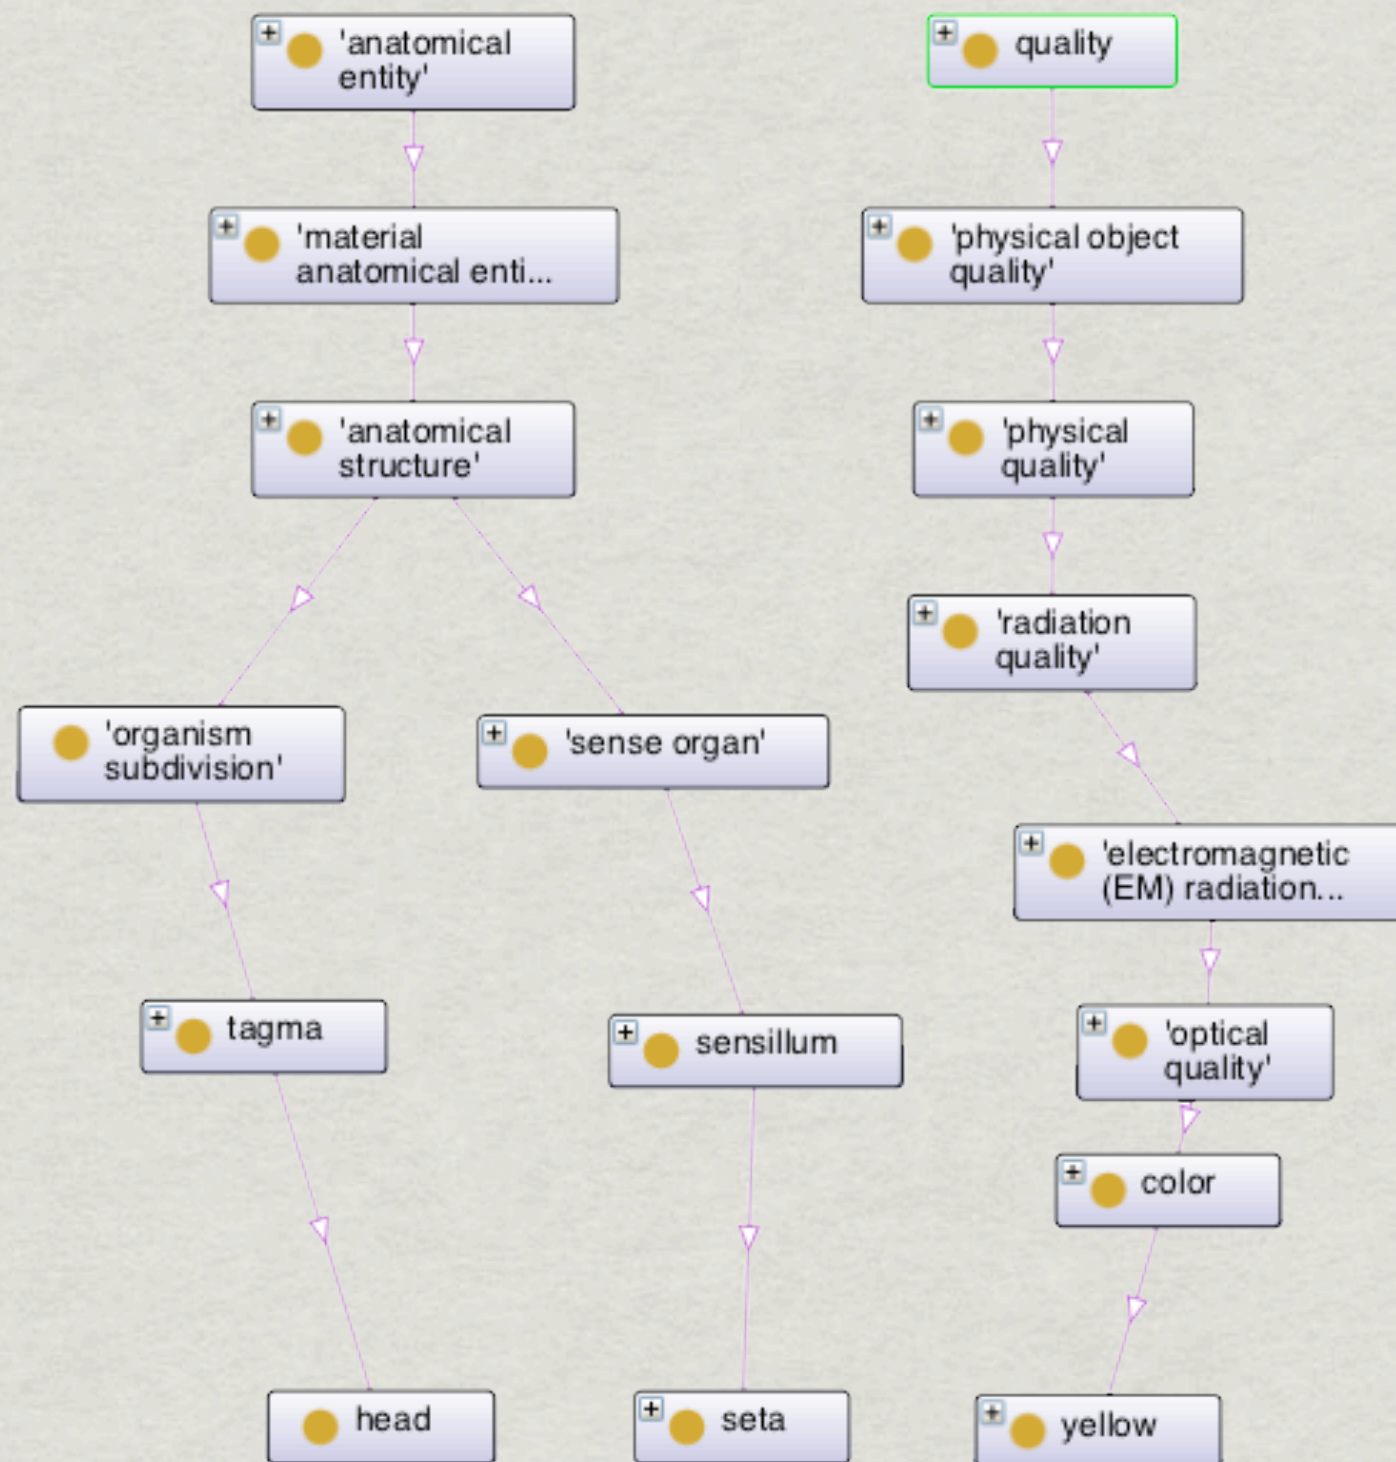 'anatomical
entity'
quality
'material
anatomical enti...
'physical object
quality'
'anatomical
structure'
'physical
quality'
'radiation
quality'
'organism
subdivision'
'sense organ'
'electromagnetic
(EM) radiation...
tagma
sensillum
'optical
quality'
color
head
seta
yellow